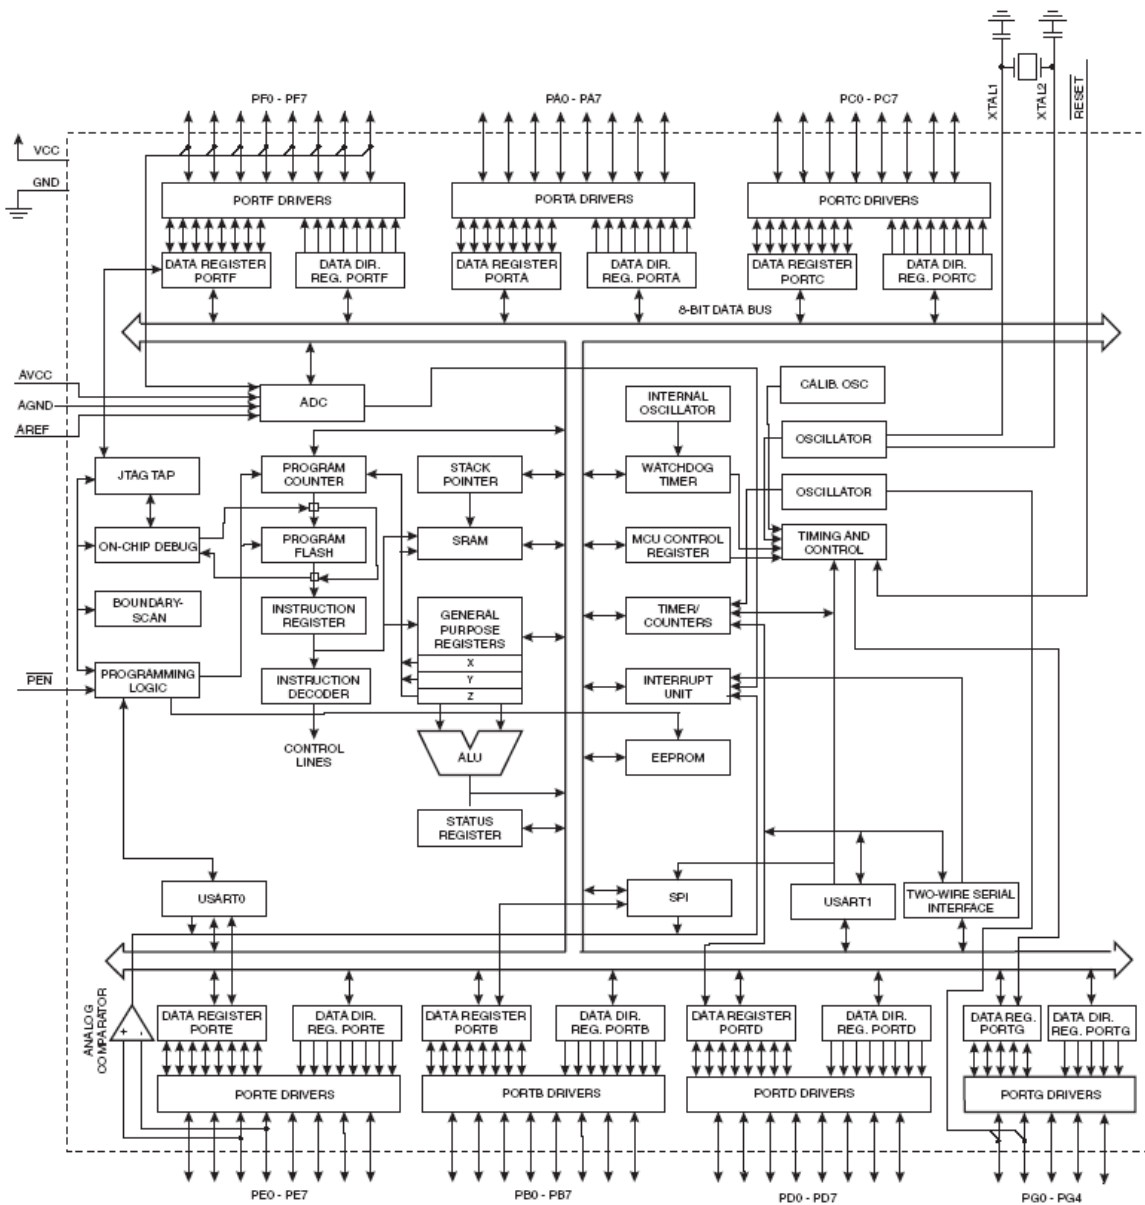 XTAL1
XTAL2
RESET
PF0 - PF7
PA0 - PA7
PC0 - PC7
VCC
GND
PORTF DRIVERS
PORTA DRIVERS
PORTC DRIVERS
DATA REGISTER
PORTF
DATA DIR.
REG. PORTF
DATA REGISTER
PORTA
DATA DIR.
REG. PORTA
DATA REGISTER
PORTC
DATA DIR.
REG. PORTC
8-BIT DATA BUS
AVCC
AGND
AREF
ADC
INTERNAL
OSCILLATOR
CALIB. OSC
OSCILLATOR
JTAG TAP
PROGRAM
COUNTER
STACK
POINTER
WATCHDOG
TIMER
OSCILLATOR
ON-CHIP DEBUG
PROGRAM
FLASH
SRAM
MCU CONTROL
REGISTER
TIMING AND
CONTROL
BOUNDARY-
SCAN
INSTRUCTION
REGISTER
GENERAL
PURPOSE
REGISTERS
X
Y
Z
TIMER/
COUNTERS
PEN
PROGRAMMING
LOGIC
INSTRUCTION
DECODER
INTERRUPT
UNIT
CONTROL
LINES
ALU
EEPROM
STATUS
REGISTER
USART0
SPI
USART1
TWO-WIRE SERIAL
INTERFACE
ANALOG
COMPARATOR
+
-
DATA REGISTER
PORTE
DATA DIR.
REG. PORTE
DATA REGISTER
PORTB
DATA DIR.
REG. PORTB
DATA REGISTER
PORTD
DATA DIR.
REG. PORTD
DATA REG.
PORTG
DATA DIR.
REG. PORTG
PORTE DRIVERS
PORTB DRIVERS
PORTD DRIVERS
PORTG DRIVERS
PE0 - PE7
PB0 - PB7
PD0 - PD7
PG0 - PG4